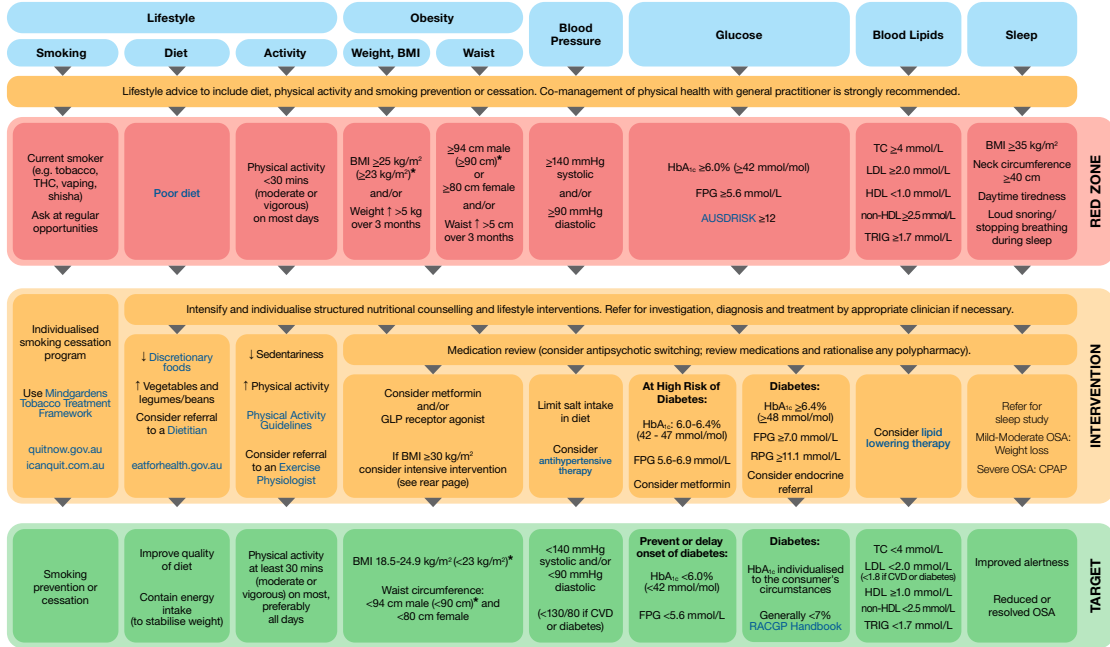 Lifestyle
Obesity
Blood
Pressure
Glucose
Blood Lipids
Sleep
Smoking
Diet
Activity
Weight, BMI
Waist
Lifestyle advice to include diet, physical activity and smoking prevention or cessation. Co-management of physical health with general practitioner is strongly recommended.
RED ZONE
Current smoker
(e.g. tobacco,
THC, vaping,
shisha)
Ask at regular
opportunities
Poor diet
Physical activity
<30 mins
(moderate or
vigorous)
on most days
BMI ≥25 kg/m²
(≥23 kg/m²)*
and/or
Weight ↑ >5 kg
over 3 months
≥94 cm male
(≥90 cm)*
or
≥80 cm female
and/or
Waist ↑ >5 cm
over 3 months
≥140 mmHg
systolic
and/or
≥90 mmHg
diastolic
HbA1c ≥6.0% (≥42 mmol/mol)
FPG ≥5.6 mmol/L
AUSDRISK ≥12
TC ≥4 mmol/L
LDL ≥2.0 mmol/L
HDL <1.0 mmol/L
non-HDL ≥2.5 mmol/L
TRIG ≥1.7 mmol/L
BMI ≥35 kg/m²
Neck circumference
≥40 cm
Daytime tiredness
Loud snoring/
stopping breathing
during sleep
INTERVENTION
Individualised
smoking cessation
program
Use Mindgardens
Tobacco Treatment
Framework
quitnow.gov.au
icanquit.com.au
Intensify and individualise structured nutritional counselling and lifestyle interventions. Refer for investigation, diagnosis and treatment by appropriate clinician if necessary.
↓ Discretionary
foods
↑ Vegetables and
legumes/beans
Consider referral
to a Dietitian
eatforhealth.gov.au
↓ Sedentariness
↑ Physical activity
Physical Activity
Guidelines
Consider referral
to an Exercise
Physiologist
Medication review (consider antipsychotic switching; review medications and rationalise any polypharmacy).
Consider metformin
and/or
GLP receptor agonist
If BMI ≥30 kg/m²
consider intensive intervention
(see rear page)
Limit salt intake
in diet
Consider
antihypertensive
therapy
At High Risk of
Diabetes:
HbA1c: 6.0-6.4%
(42 - 47 mmol/mol)
FPG 5.6-6.9 mmol/L
Consider metformin
Diabetes:
HbA1c ≥6.4%
(≥48 mmol/mol)
FPG ≥7.0 mmol/L
RPG ≥11.1 mmol/L
Consider endocrine
referral
Consider lipid
lowering therapy
Refer for
sleep study
Mild-Moderate OSA:
Weight loss
Severe OSA: CPAP
TARGET
Smoking
prevention or
cessation
Improve quality
of diet
Contain energy
intake
(to stabilise weight)
Physical activity
at least 30 mins
(moderate or
vigorous) on most,
preferably
all days
BMI 18.5-24.9 kg/m² (<23 kg/m²)*
Waist circumference:
<94 cm male (<90 cm)* and
<80 cm female
<140 mmHg
systolic and/or
<90 mmHg
diastolic
(<130/80 if CVD
or diabetes)
Prevent or delay
onset of diabetes:
HbA1c <6.0%
(<42 mmol/mol)
FPG <5.6 mmol/L
Diabetes:
HbA1c individualised
to the consumer's
circumstances
Generally <7%
RACGP Handbook
TC <4 mmol/L
LDL <2.0 mmol/L
(<1.8 if CVD or diabetes)
HDL ≥1.0 mmol/L
non-HDL <2.5 mmol/L
TRIG <1.7 mmol/L
Improved alertness
Reduced or
resolved OSA